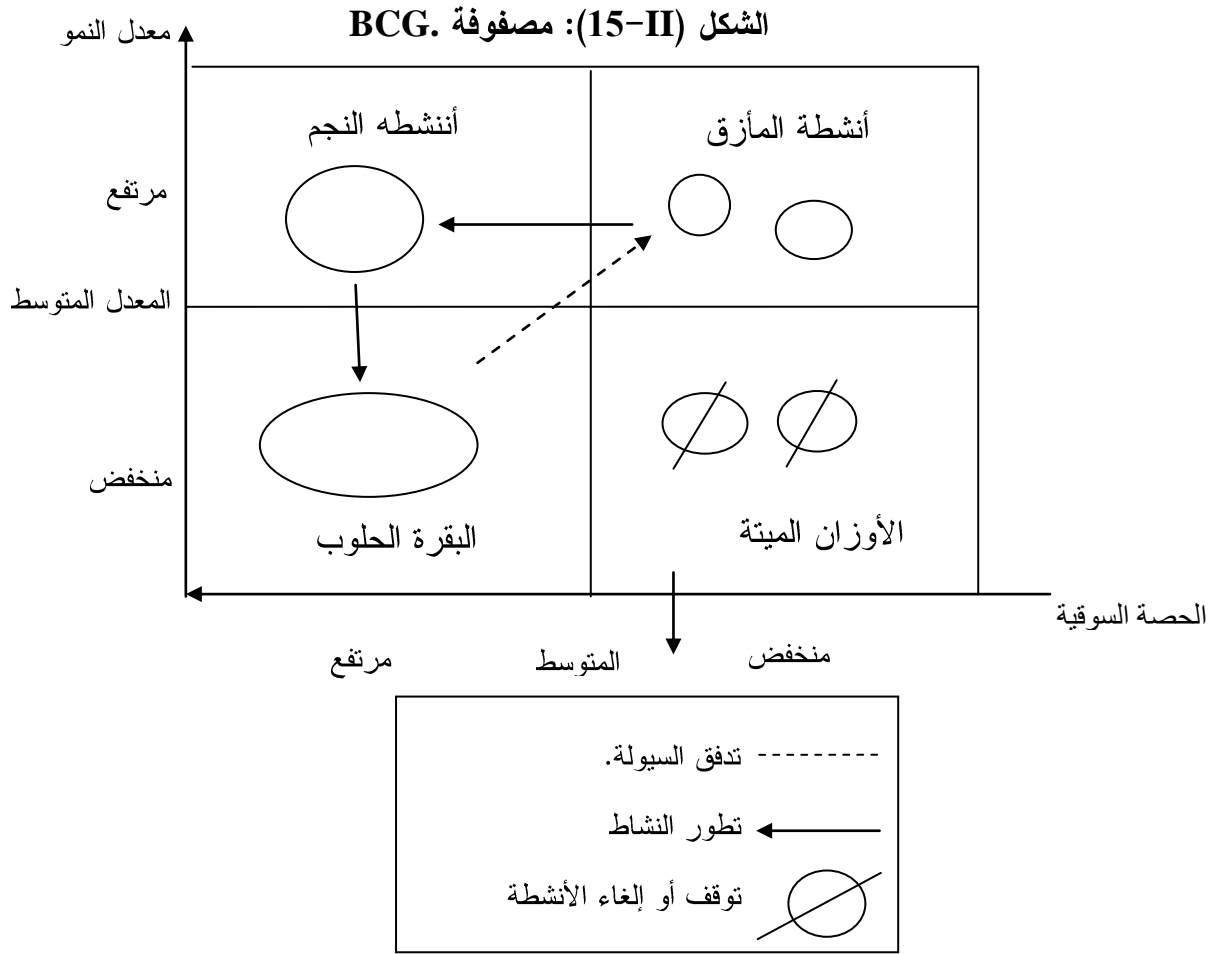 الشكل (II-15): مصفوفة BCG.
معدل النمو
أنشطة المأزق
أننشطه النجم
مرتفع
المعدل المتوسط
منخفض
الأوزان الميتة
البقرة الحلوب
الحصة السوقية
منخفض
المتوسط
مرتفع
تدفق السيولة.
تطور النشاط
توقف أو إلغاء الأنشطة